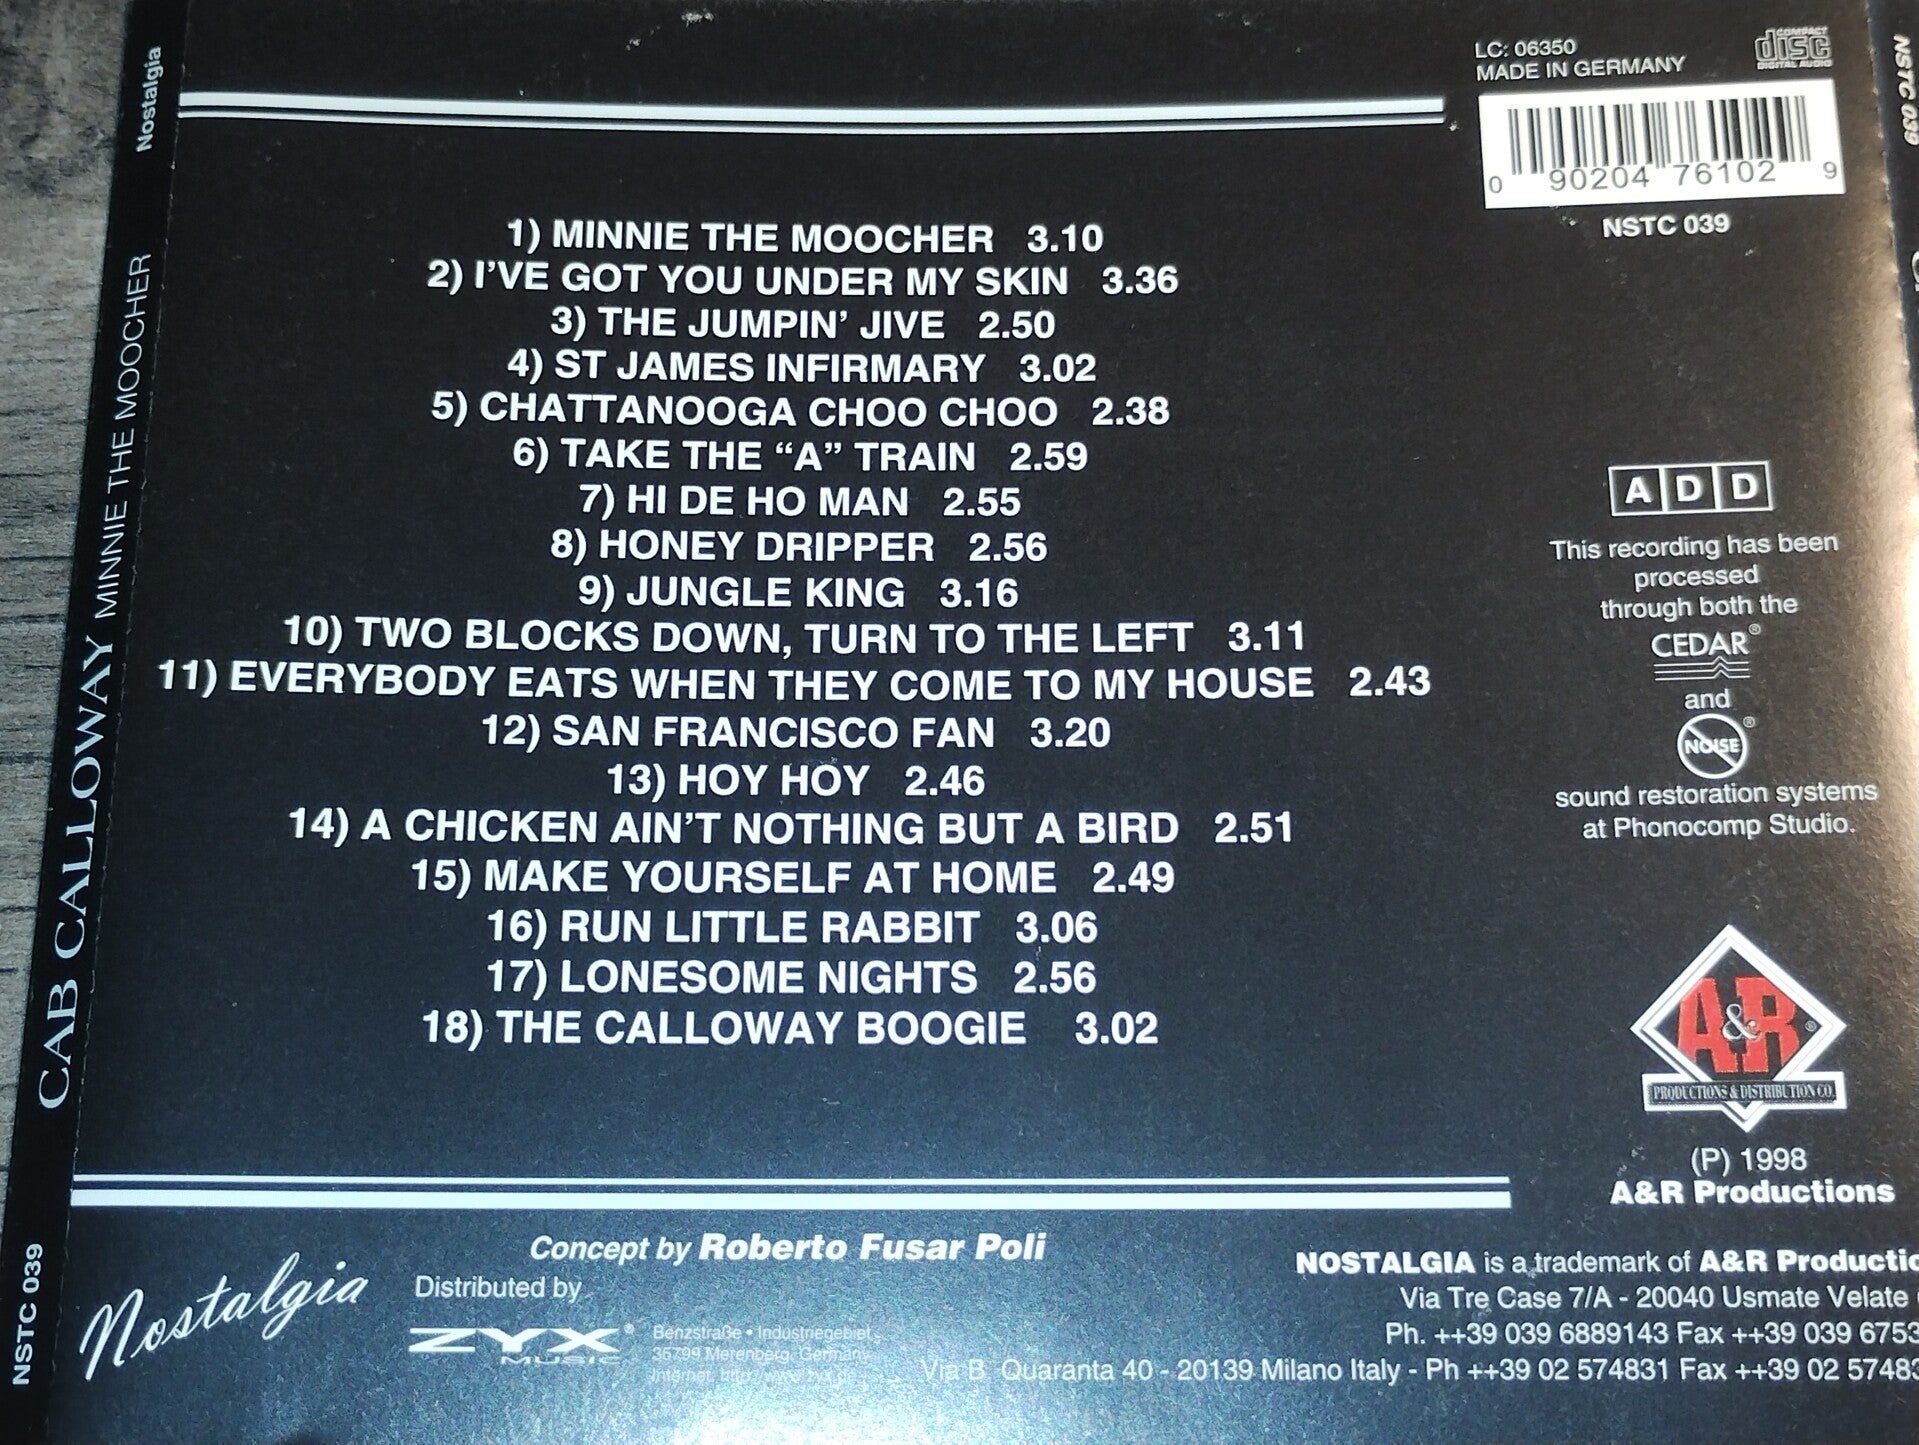 Nostalgia
CAB CALLOWAY MINNIE THE MOOCHER
NSTC 039
LC: 06350
MADE IN GERMANY
COMPACT
disc
DIGITAL AUDIO
0 90204 76102 9
NSTC 039
NSTC 039
1) MINNIE THE MOOCHER 3.10
2) I'VE GOT YOU UNDER MY SKIN 3.36
3) THE JUMPIN' JIVE 2.50
4) ST JAMES INFIRMARY 3.02
5) CHATTANOOGA CHOO CHOO 2.38
6) TAKE THE “A” TRAIN 2.59
7) HI DE HO MAN 2.55
8) HONEY DRIPPER 2.56
9) JUNGLE KING 3.16
10) TWO BLOCKS DOWN, TURN TO THE LEFT 3.11
11) EVERYBODY EATS WHEN THEY COME TO MY HOUSE 2.43
12) SAN FRANCISCO FAN 3.20
13) HOY HOY 2.46
14) A CHICKEN AIN'T NOTHING BUT A BIRD 2.51
15) MAKE YOURSELF AT HOME 2.49
16) RUN LITTLE RABBIT 3.06
17) LONESOME NIGHTS 2.56
18) THE CALLOWAY BOOGIE 3.02
ADD
This recording has been
processed
through both the
CEDAR®
and
NOISE®
sound restoration systems
at Phonocomp Studio.
A&R®
PRODUCTIONS & DISTRIBUTION CO.
(P) 1998
A&R Productions
Concept by Roberto Fusar Poli
Nostalgia
Distributed by
ZYX®
MUSIC
Benzstraße • Industriegebiet
35799 Merenberg, Germany
NOSTALGIA is a trademark of A&R
Via Tre Case 7/A - 20040 Usmate Velate
Ph. ++39 039 6889143 Fax ++39 039
Via B. Quaranta 40 - 20139 Milano Italy - Ph ++39 02 574831 Fax ++39 02